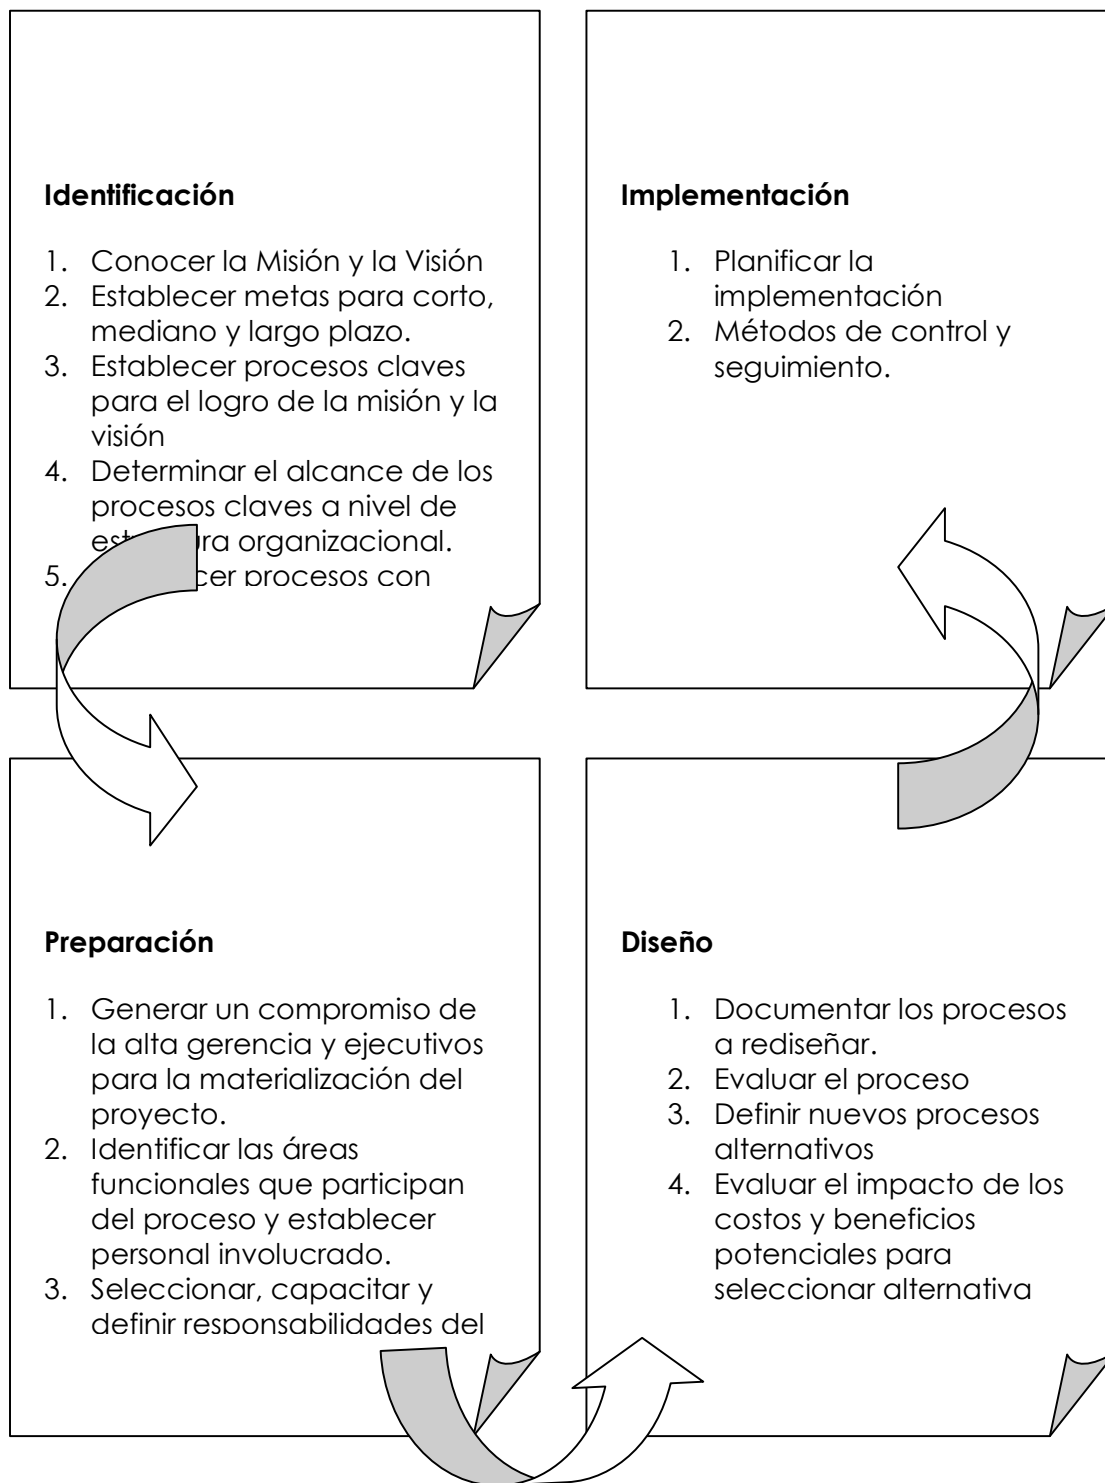 Identificación
1. Conocer la Misión y la Visión
2. Establecer metas para corto,
mediano y largo plazo.
3. Establecer procesos claves
para el logro de la misión y la
visión
4. Determinar el alcance de los
procesos claves a nivel de
organizacional.
5. procesos con
Preparación
1. Generar un compromiso de
la alta gerencia y ejecutivos
para la materialización del
proyecto.
2. Identificar las áreas
funcionales que participan
del proceso y establecer
personal involucrado.
3. Seleccionar, capacitar y
definir responsabilidades del
Diseño
1. Documentar los procesos
a rediseñar.
2. Evaluar el proceso
3. Definir nuevos procesos
alternativos
4. Evaluar el impacto de los
costos y beneficios
potenciales para
seleccionar alternativa
Implementación
1. Planificar la
implementación
2. Métodos de control y
seguimiento.